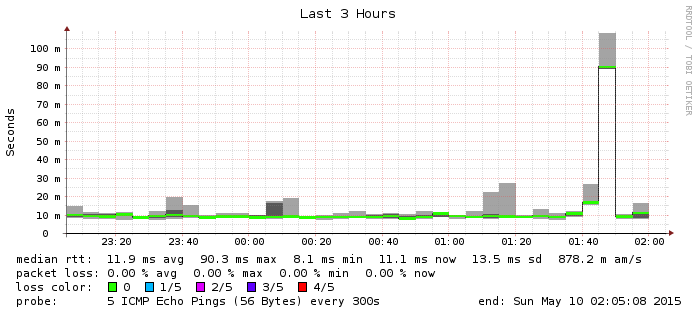 Last 3 Hours
RRDTOOL / TOBI OETIKER
Seconds
100 m
90 m
80 m
70 m
60 m
50 m
40 m
30 m
20 m
10 m
0
23:20 23:40 00:00 00:20 00:40 01:00 01:20 01:40 02:00
median rtt: 11.9 ms avg 90.3 ms max 8.1 ms min 11.1 ms now 13.5 ms sd 878.2 m am/s
packet loss: 0.00 % avg 0.00 % max 0.00 % min 0.00 % now
loss color: 0 1/5 2/5 3/5 4/5
probe: 5 ICMP Echo Pings (56 Bytes) every 300s end: Sun May 10 02:05:08 2015